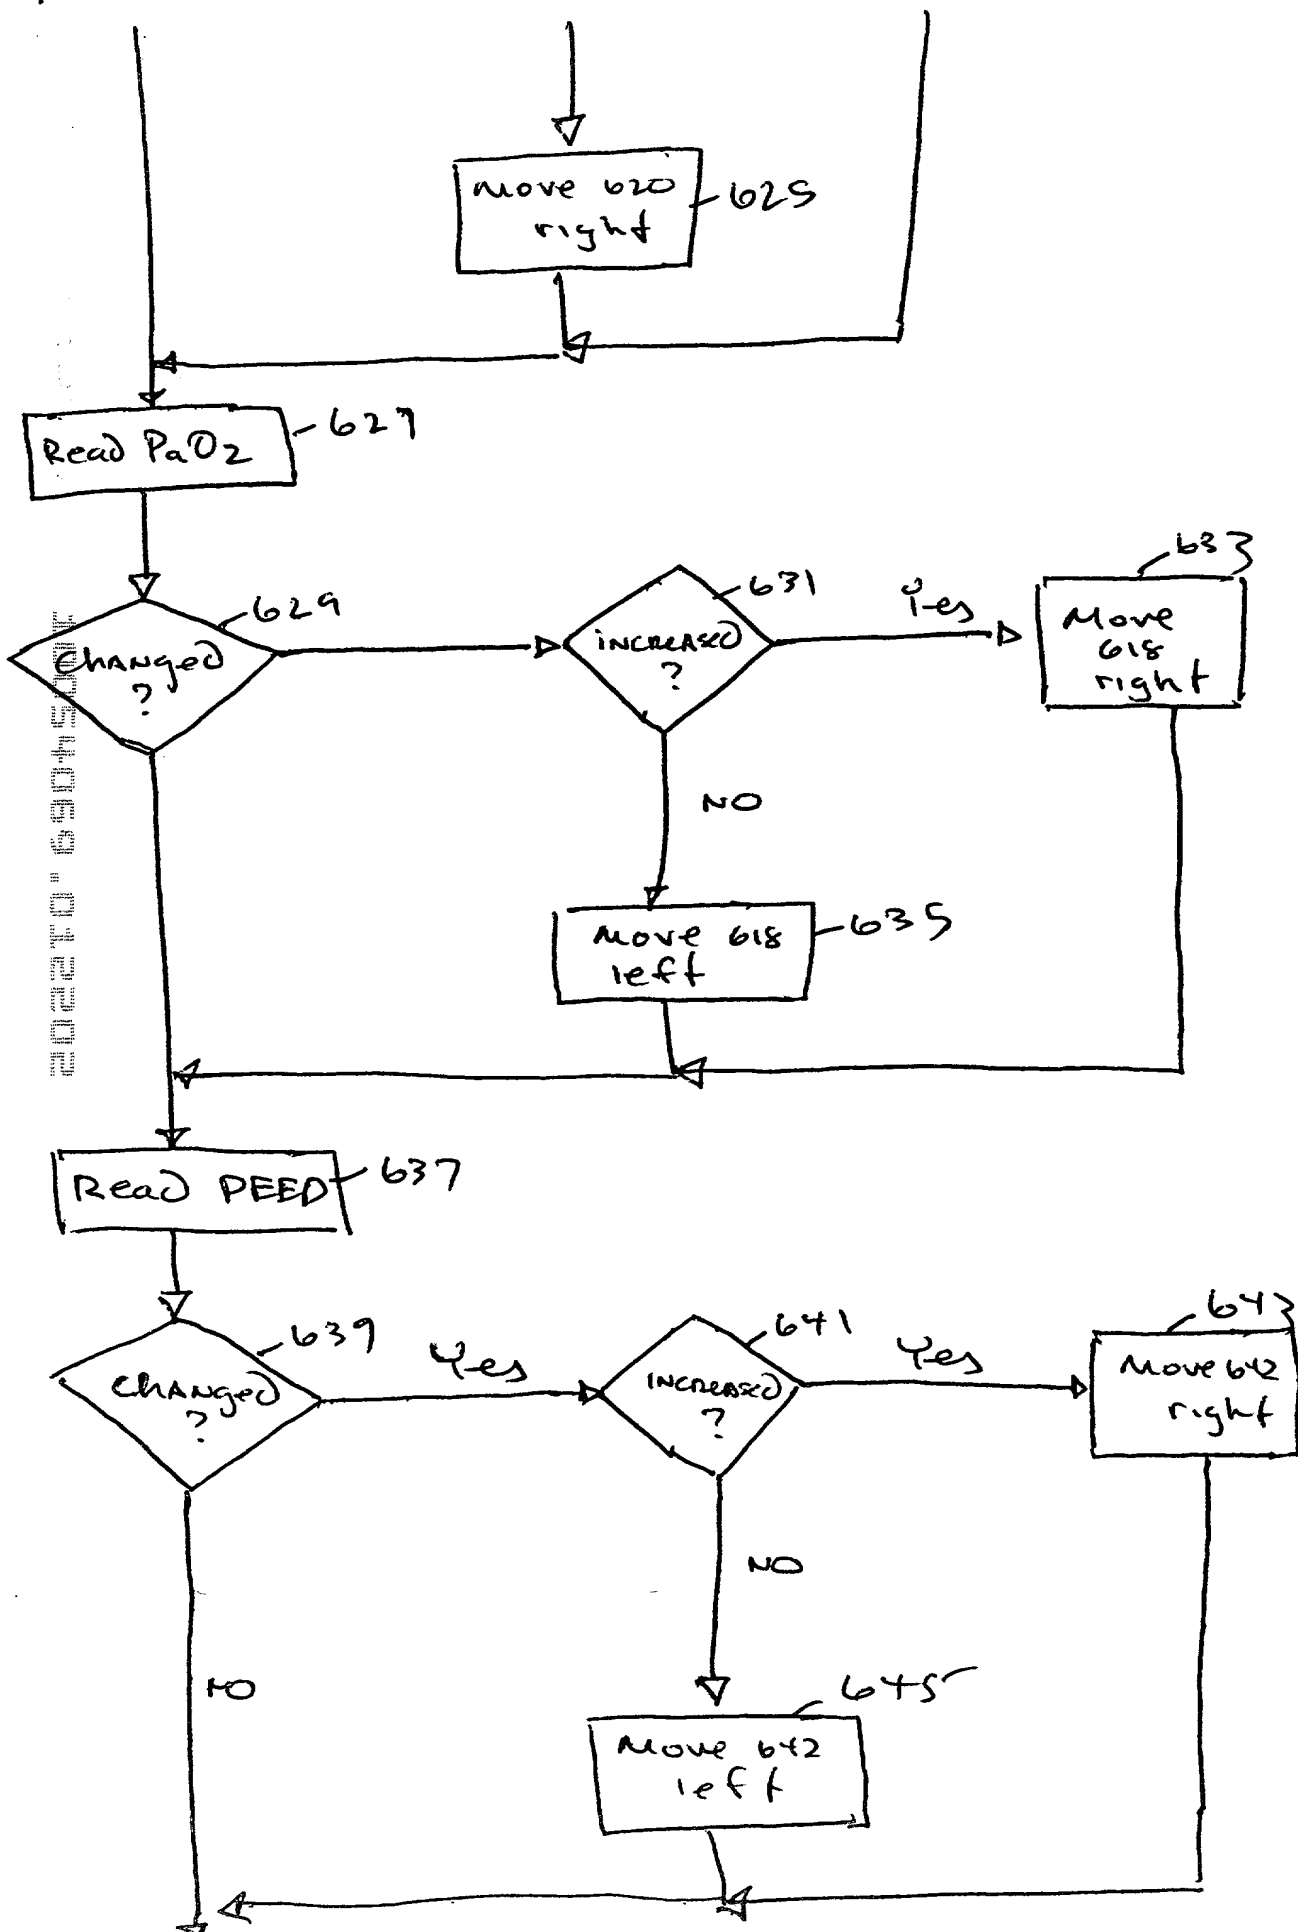 Move 620
right
625
Read PaO2
627
Changed
?
629
INCREASED
?
631
Yes
633
Move
618
right
NO
Move 618
left
635
10054069.012202
Read PEEP
637
Changed
?
639
Yes
INCREASED
?
641
Yes
643
Move 642
right
NO
NO
Move 642
left
645